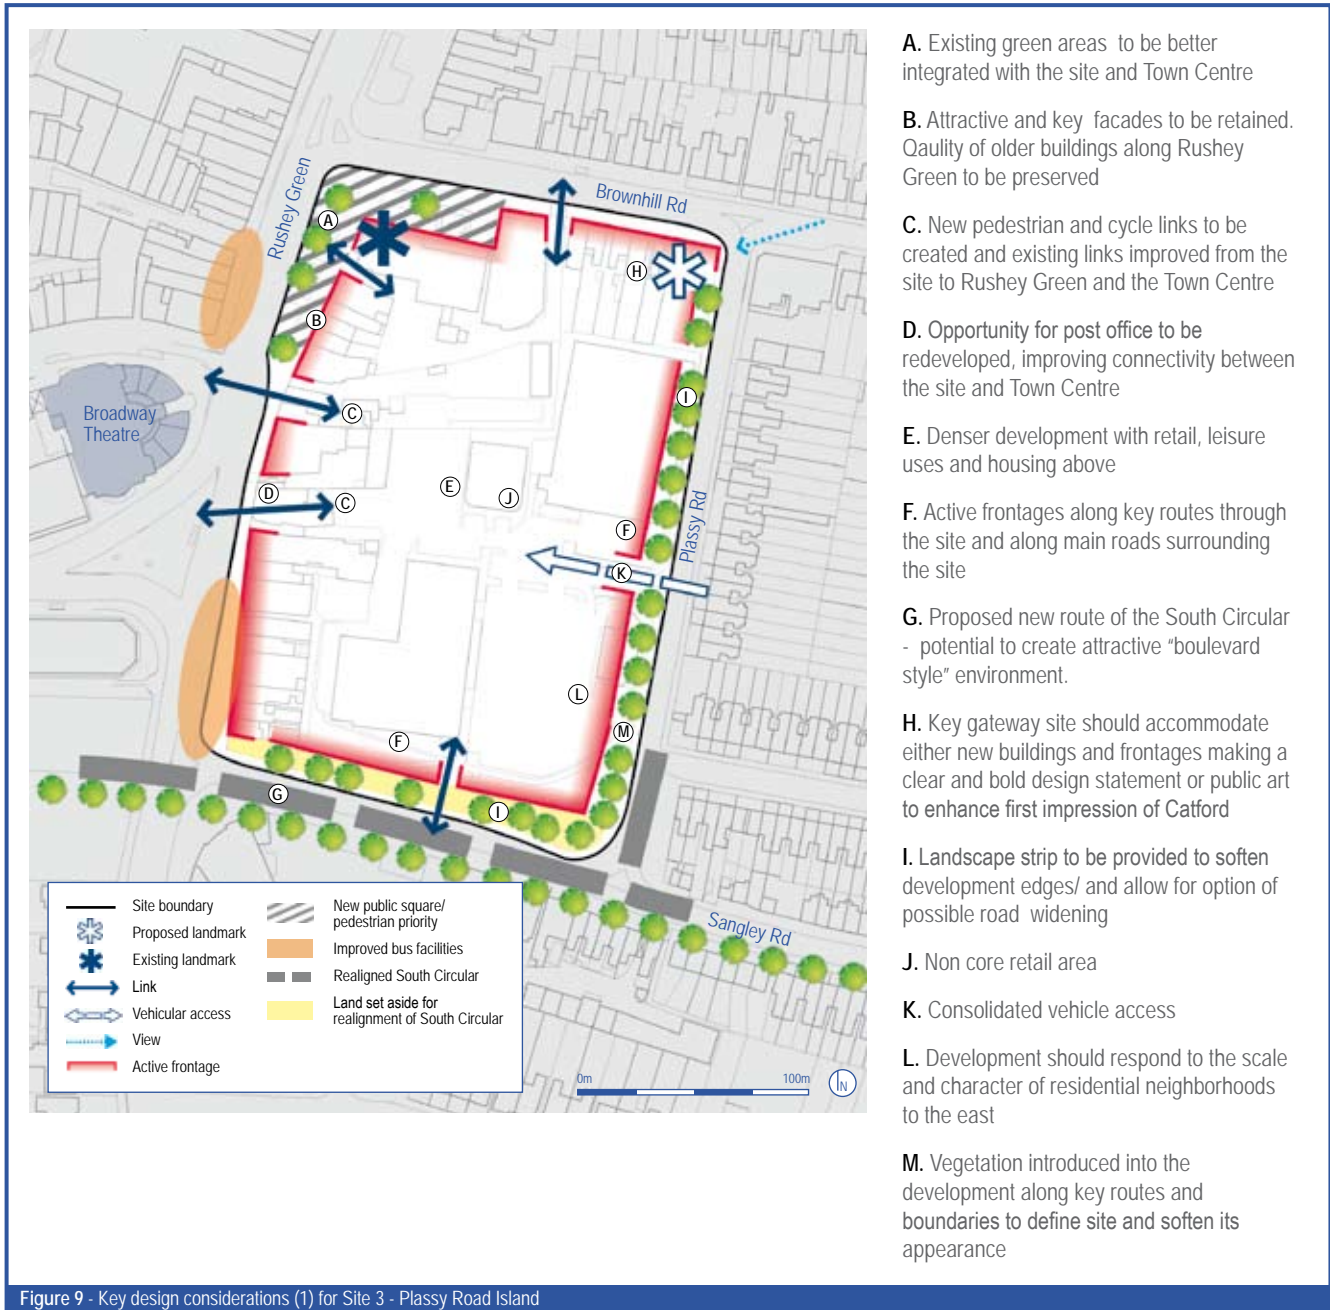 Rushey Green
Brownhill Rd
A
H
B
I
Broadway
Theatre
C
E
D
C
J
F
Plassy Rd
K
L
M
F
G
I
Sangley Rd
Site boundary
Proposed landmark
Existing landmark
Link
Vehicular access
View
Active frontage
New public square/
pedestrian priority
Improved bus facilities
Realigned South Circular
Land set aside for
realignment of South Circular
0m 100m
N
A. Existing green areas to be better
integrated with the site and Town Centre
B. Attractive and key facades to be retained.
Qaulity of older buildings along Rushey
Green to be preserved
C. New pedestrian and cycle links to be
created and existing links improved from the
site to Rushey Green and the Town Centre
D. Opportunity for post office to be
redeveloped, improving connectivity between
the site and Town Centre
E. Denser development with retail, leisure
uses and housing above
F. Active frontages along key routes through
the site and along main roads surrounding
the site
G. Proposed new route of the South Circular
- potential to create attractive “boulevard
style” environment.
H. Key gateway site should accommodate
either new buildings and frontages making a
clear and bold design statement or public art
to enhance first impression of Catford
I. Landscape strip to be provided to soften
development edges/ and allow for option of
possible road widening
J. Non core retail area
K. Consolidated vehicle access
L. Development should respond to the scale
and character of residential neighborhoods
to the east
M. Vegetation introduced into the
development along key routes and
boundaries to define site and soften its
appearance
Figure 9 - Key design considerations (1) for Site 3 - Plassy Road Island